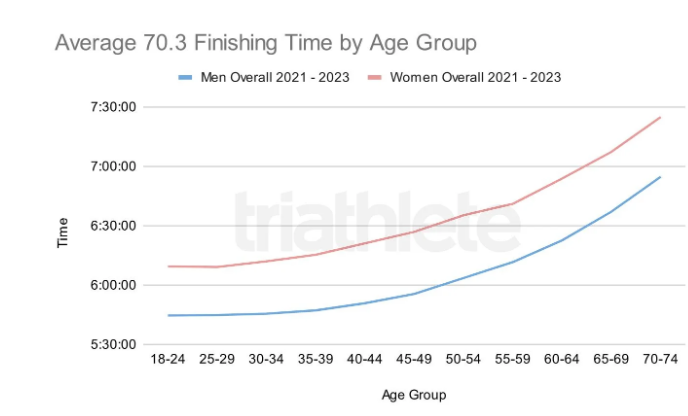 Average 70.3 Finishing Time by Age Group
Men Overall 2021 - 2023 Women Overall 2021 - 2023
7:30:00
7:00:00
6:30:00
6:00:00
5:30:00
Time
triathlete
18-24 25-29 30-34 35-39 40-44 45-49 50-54 55-59 60-64 65-69 70-74
Age Group